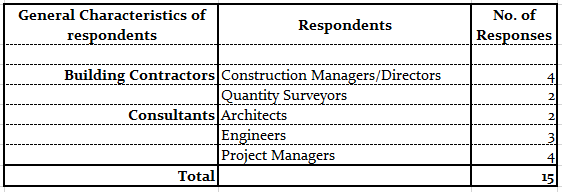 General Characteristics of respondents Respondents No. of Responses
Building Contractors Construction Managers/Directors 4
Quantity Surveyors 2
Consultants Architects 2
Engineers 3
Project Managers 4
Total 15